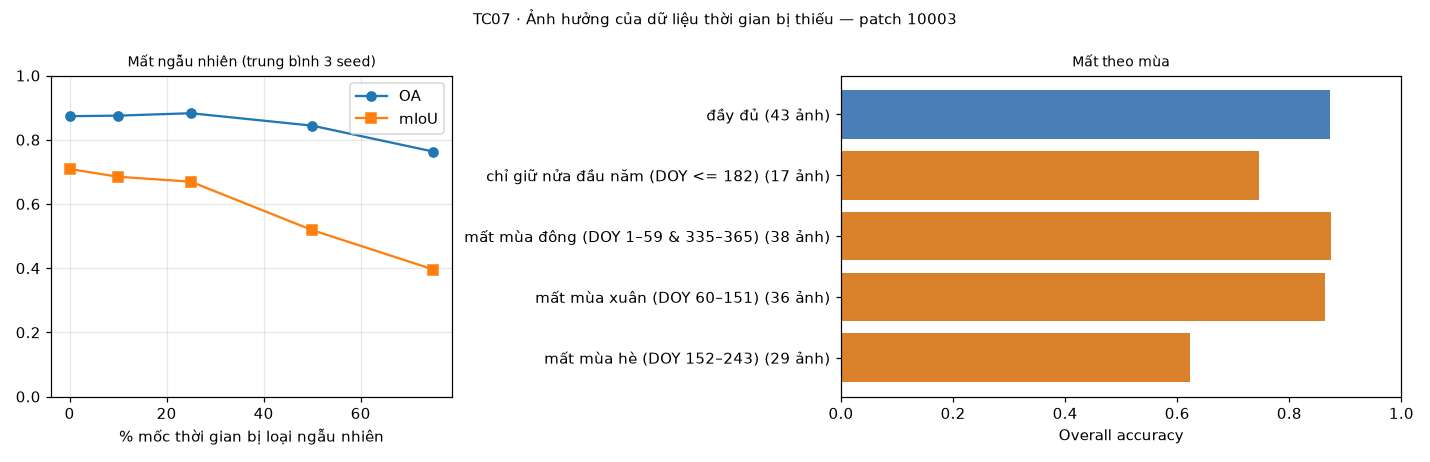 TC07 · Ảnh hưởng của dữ liệu thời gian bị thiếu — patch 10003
Mất ngẫu nhiên (trung bình 3 seed)
1.0
0.8
0.6
0.4
0.2
0.0
OA
mIoU
0
20
40
60
% mốc thời gian bị loại ngẫu nhiên
Mất theo mùa
đầy đủ (43 ảnh)
chỉ giữ nửa đầu năm (DOY <= 182) (17 ảnh)
mất mùa đông (DOY 1–59 & 335–365) (38 ảnh)
mất mùa xuân (DOY 60–151) (36 ảnh)
mất mùa hè (DOY 152–243) (29 ảnh)
0.0
0.2
0.4
0.6
0.8
1.0
Overall accuracy